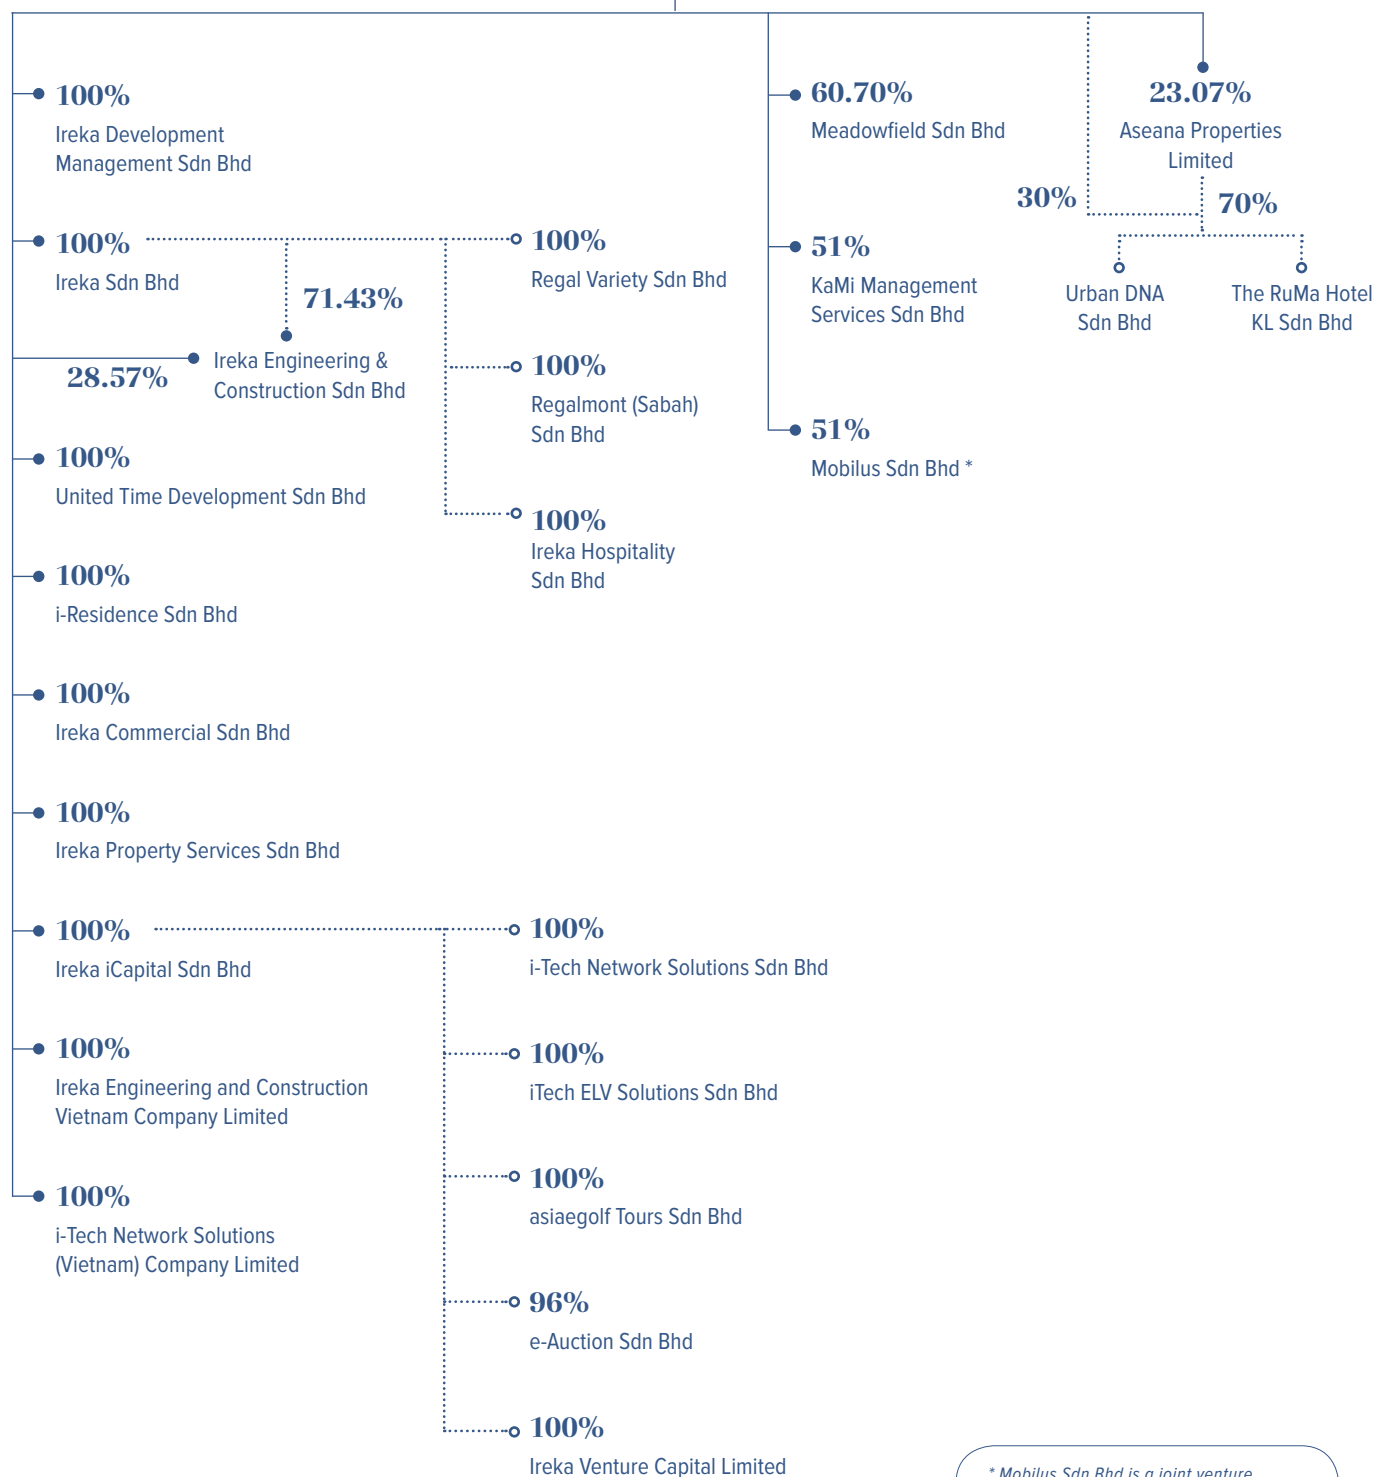 100%
Ireka Development
Management Sdn Bhd
100%
Ireka Sdn Bhd
71.43%
28.57%
Ireka Engineering &
Construction Sdn Bhd
100%
Regal Variety Sdn Bhd
100%
Regalmont (Sabah)
Sdn Bhd
100%
Ireka Hospitality
Sdn Bhd
100%
United Time Development Sdn Bhd
100%
i-Residence Sdn Bhd
100%
Ireka Commercial Sdn Bhd
100%
Ireka Property Services Sdn Bhd
100%
Ireka iCapital Sdn Bhd
100%
i-Tech Network Solutions Sdn Bhd
100%
iTech ELV Solutions Sdn Bhd
100%
asiaegolf Tours Sdn Bhd
96%
e-Auction Sdn Bhd
100%
Ireka Venture Capital Limited
100%
Ireka Engineering and Construction
Vietnam Company Limited
100%
i-Tech Network Solutions
(Vietnam) Company Limited
60.70%
Meadowfield Sdn Bhd
51%
KaMi Management
Services Sdn Bhd
51%
Mobilus Sdn Bhd *
23.07%
Aseana Properties
Limited
30%
70%
Urban DNA
Sdn Bhd
The RuMa Hotel
KL Sdn Bhd
* Mobilus Sdn Bhd is a joint venture